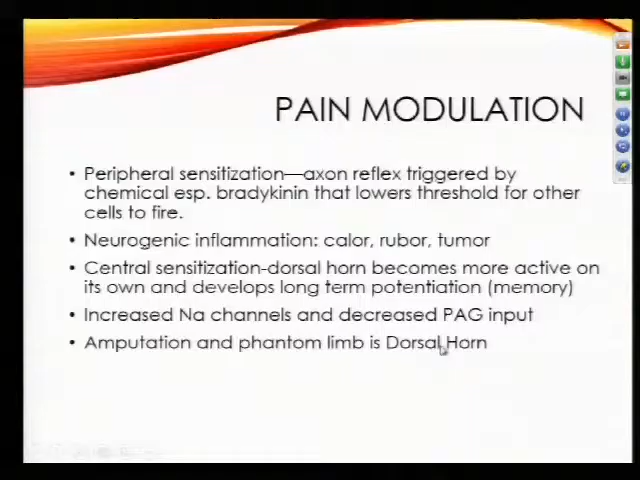 PAIN MODULATION
• Peripheral sensitization—axon reflex triggered by
chemical esp. bradykinin that lowers threshold for other
cells to fire.
• Neurogenic inflammation: calor, rubor, tumor
• Central sensitization-dorsal horn becomes more active on
its own and develops long term potentiation (memory)
• Increased Na channels and decreased PAG input
• Amputation and phantom limb is Dorsal Horn